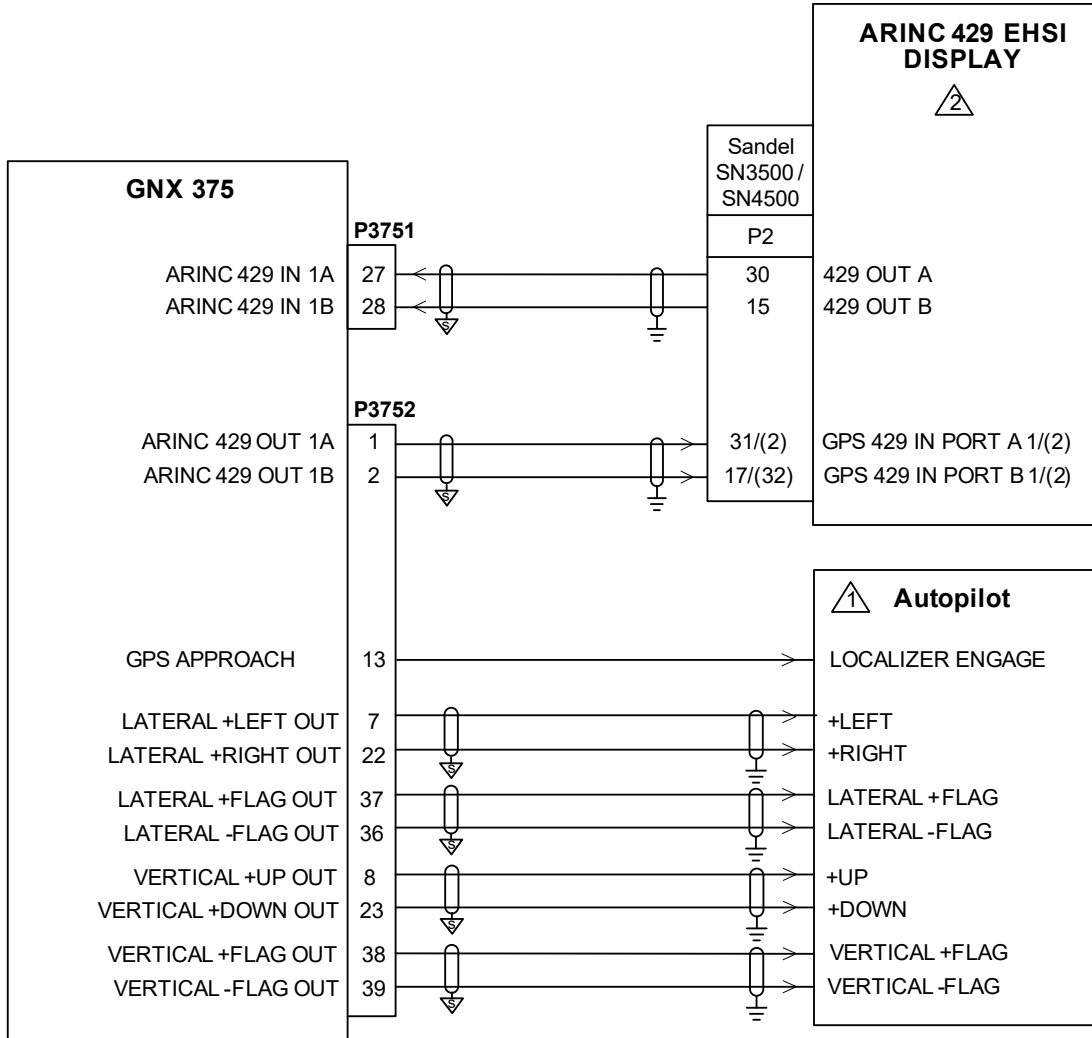 ARINC 429 EHSI
DISPLAY
2
Sandel
SN3500 /
SN4500
P2
GNX 375
P3751
ARINC 429 IN 1A 27 30 429 OUT A
ARINC 429 IN 1B 28 15 429 OUT B
S
P3752
ARINC 429 OUT 1A 1 31/(2) GPS 429 IN PORT A 1/(2)
ARINC 429 OUT 1B 2 17/(32) GPS 429 IN PORT B 1/(2)
S
1 Autopilot
GPS APPROACH 13 LOCALIZER ENGAGE
LATERAL +LEFT OUT 7 +LEFT
LATERAL +RIGHT OUT 22 +RIGHT
S
LATERAL +FLAG OUT 37 LATERAL +FLAG
LATERAL -FLAG OUT 36 LATERAL -FLAG
S
VERTICAL +UP OUT 8 +UP
VERTICAL +DOWN OUT 23 +DOWN
S
VERTICAL +FLAG OUT 38 VERTICAL +FLAG
VERTICAL -FLAG OUT 39 VERTICAL -FLAG
S